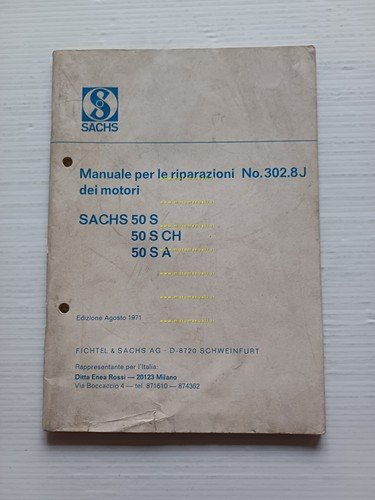 SACHS
Manuale per le riparazioni No. 302.8 J
dei motori
SACHS 50 S
50 S CH
50 S A
Edizione Agosto 1971
FICHTEL & SACHS AG - D-8720 SCHWEINFURT
Rappresentante per l'Italia:
Ditta Enea Rossi — 20123 Milano
Via Boccaccio 4 — tel. 871610 — 874362